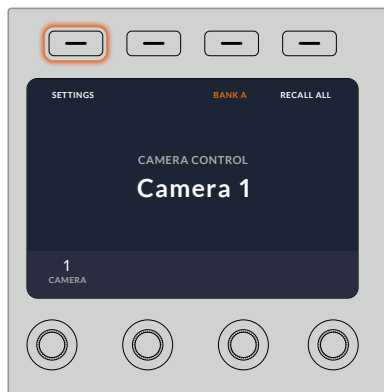 SETTINGS BANK A RECALL ALL
CAMERA CONTROL
Camera 1
1
CAMERA